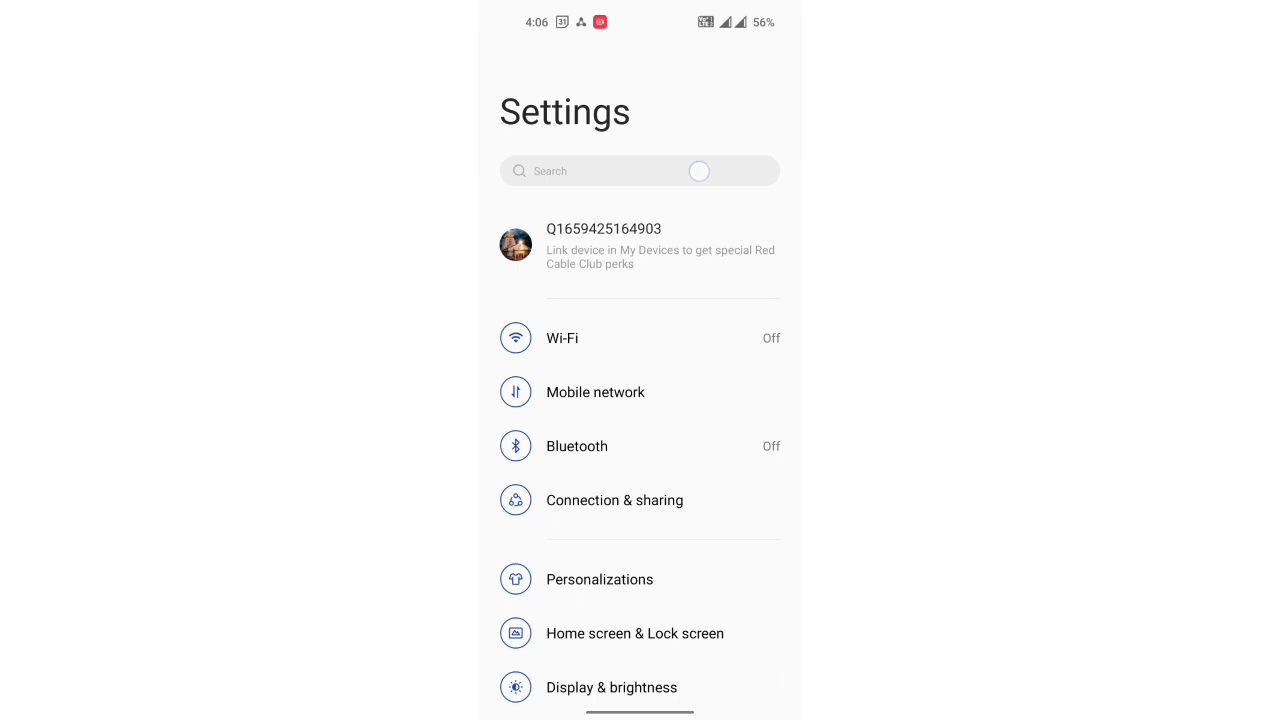 4:06 31 56%
Settings
Search
Q1659425164903
Link device in My Devices to get special Red
Cable Club perks
Wi-Fi Off
Mobile network
Bluetooth Off
Connection & sharing
Personalizations
Home screen & Lock screen
Display & brightness